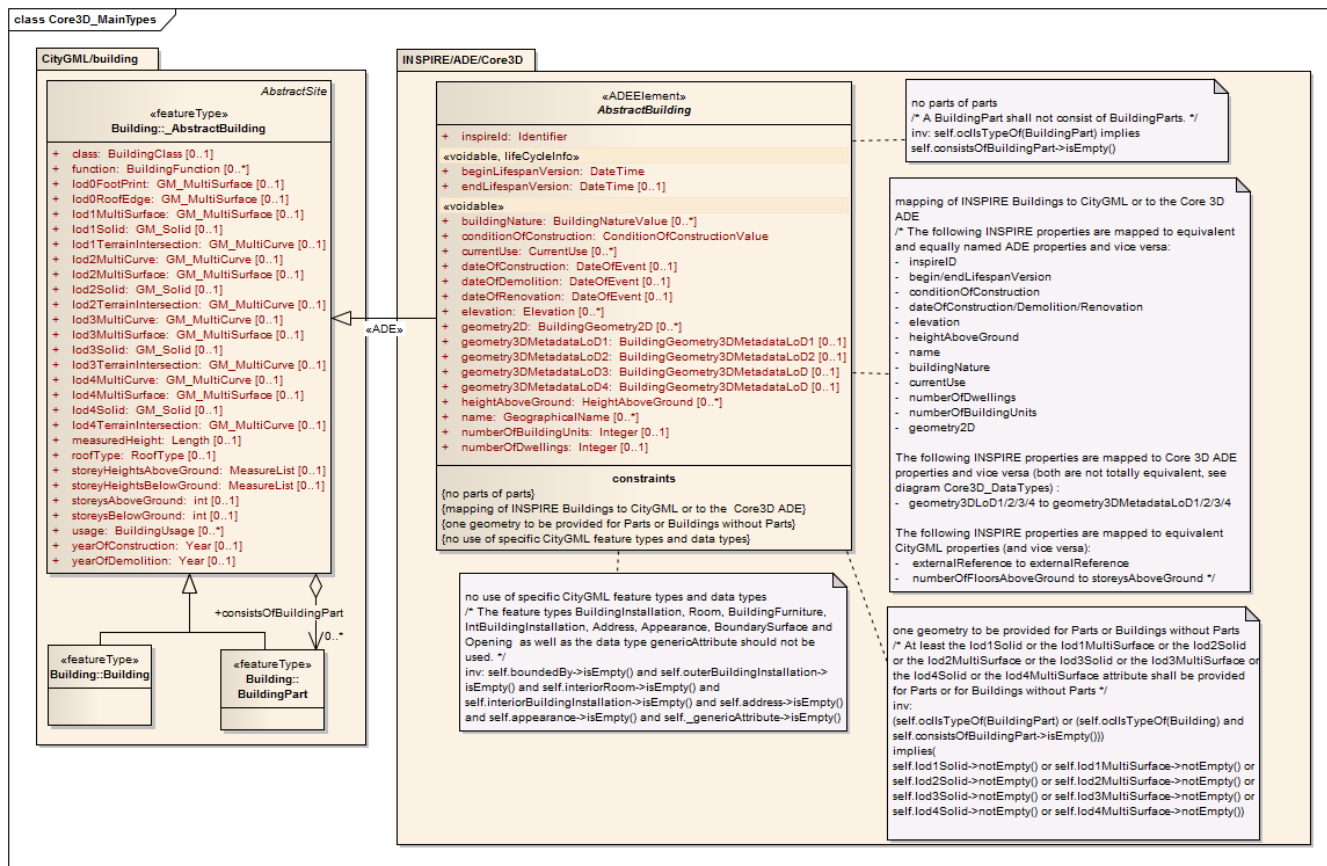 class Core3D_MainTypes
CityGML/building
AbstractSite
«featureType»
Building::_AbstractBuilding
+ class: BuildingClass [0..1]
+ function: BuildingFunction [0..*]
+ lod0FootPrint: GM_MultiSurface [0..1]
+ lod0RoofEdge: GM_MultiSurface [0..1]
+ lod1MultiSurface: GM_MultiSurface [0..1]
+ lod1Solid: GM_Solid [0..1]
+ lod1TerrainIntersection: GM_MultiCurve [0..1]
+ lod2MultiCurve: GM_MultiCurve [0..1]
+ lod2MultiSurface: GM_MultiSurface [0..1]
+ lod2Solid: GM_Solid [0..1]
+ lod2TerrainIntersection: GM_MultiCurve [0..1]
+ lod3MultiCurve: GM_MultiCurve [0..1]
+ lod3MultiSurface: GM_MultiSurface [0..1]
+ lod3Solid: GM_Solid [0..1]
+ lod3TerrainIntersection: GM_MultiCurve [0..1]
+ lod4MultiCurve: GM_MultiCurve [0..1]
+ lod4MultiSurface: GM_MultiSurface [0..1]
+ lod4Solid: GM_Solid [0..1]
+ lod4TerrainIntersection: GM_MultiCurve [0..1]
+ measuredHeight: Length [0..1]
+ roofType: RoofType [0..1]
+ storeyHeightsAboveGround: MeasureList [0..1]
+ storeyHeightsBelowGround: MeasureList [0..1]
+ storeysAboveGround: int [0..1]
+ storeysBelowGround: int [0..1]
+ usage: BuildingUsage [0..*]
+ yearOfConstruction: Year [0..1]
+ yearOfDemolition: Year [0..1]
+consistsOfBuildingPart
0..*
«featureType»
Building::Building
«featureType»
Building::
BuildingPart
«ADE»
INSPIRE/ADE/Core3D
«ADEElement»
AbstractBuilding
+ inspireId: Identifier
«voidable, lifeCycleInfo»
+ beginLifespanVersion: DateTime
+ endLifespanVersion: DateTime [0..1]
«voidable»
+ buildingNature: BuildingNatureValue [0..*]
+ conditionOfConstruction: ConditionOfConstructionValue
+ currentUse: CurrentUse [0..*]
+ dateOfConstruction: DateOfEvent [0..1]
+ dateOfDemolition: DateOfEvent [0..1]
+ dateOfRenovation: DateOfEvent [0..1]
+ elevation: Elevation [0..*]
+ geometry2D: BuildingGeometry2D [0..*]
+ geometry3DMetadataLoD1: BuildingGeometry3DMetadataLoD1 [0..1]
+ geometry3DMetadataLoD2: BuildingGeometry3DMetadataLoD2 [0..1]
+ geometry3DMetadataLoD3: BuildingGeometry3DMetadataLoD [0..1]
+ geometry3DMetadataLoD4: BuildingGeometry3DMetadataLoD [0..1]
+ heightAboveGround: HeightAboveGround [0..*]
+ name: GeographicalName [0..*]
+ numberOfBuildingUnits: Integer [0..1]
+ numberOfDwellings: Integer [0..1]
constraints
{no parts of parts}
{mapping of INSPIRE Buildings to CityGML or to the Core3D ADE}
{one geometry to be provided for Parts or Buildings without Parts}
{no use of specific CityGML feature types and data types}
no parts of parts
/* A BuildingPart shall not consist of BuildingParts. */
inv: self.oclIsTypeOf(BuildingPart) implies
self.consistsOfBuildingPart->isEmpty()
mapping of INSPIRE Buildings to CityGML or to the Core 3D
ADE
/* The following INSPIRE properties are mapped to equivalent
and equally named ADE properties and vice versa:
- inspireID
- begin/endLifespanVersion
- conditionOfConstruction
- dateOfConstruction/Demolition/Renovation
- elevation
- heightAboveGround
- name
- buildingNature
- currentUse
- numberOfDwellings
- numberOfBuildingUnits
- geometry2D
The following INSPIRE properties are mapped to Core 3D ADE
properties and vice versa (both are not totally equivalent, see
diagram Core3D_DataTypes) :
- geometry3DLoD1/2/3/4 to geometry3DMetadataLoD1/2/3/4
The following INSPIRE properties are mapped to equivalent
CityGML properties (and vice versa):
- externalReference to externalReference
- numberOfFloorsAboveGround to storeysAboveGround */
no use of specific CityGML feature types and data types
/* The feature types BuildingInstallation, Room, BuildingFurniture,
IntBuildingInstallation, Address, Appearance, BoundarySurface and
Opening as well as the data type genericAttribute should not be
used. */
inv: self.boundedBy->isEmpty() and self.outerBuildingInstallation->
isEmpty() and self.interiorRoom->isEmpty() and
self.interiorBuildingInstallation->isEmpty() and self.address->isEmpty()
and self.appearance->isEmpty() and self._genericAttribute->isEmpty()
one geometry to be provided for Parts or Buildings without Parts
/* At least the lod1Solid or the lod1MultiSurface or the lod2Solid
or the lod2MultiSurface or the lod3Solid or the lod3MultiSurface or
the lod4Solid or the lod4MultiSurface attribute shall be provided
for Parts or for Buildings without Parts */
inv:
(self.oclIsTypeOf(BuildingPart) or (self.oclIsTypeOf(Building) and
self.consistsOfBuildingPart->isEmpty()))
implies(
self.lod1Solid->notEmpty() or self.lod1MultiSurface->notEmpty() or
self.lod2Solid->notEmpty() or self.lod2MultiSurface->notEmpty() or
self.lod3Solid->notEmpty() or self.lod3MultiSurface->notEmpty() or
self.lod4Solid->notEmpty() or self.lod4MultiSurface->notEmpty())